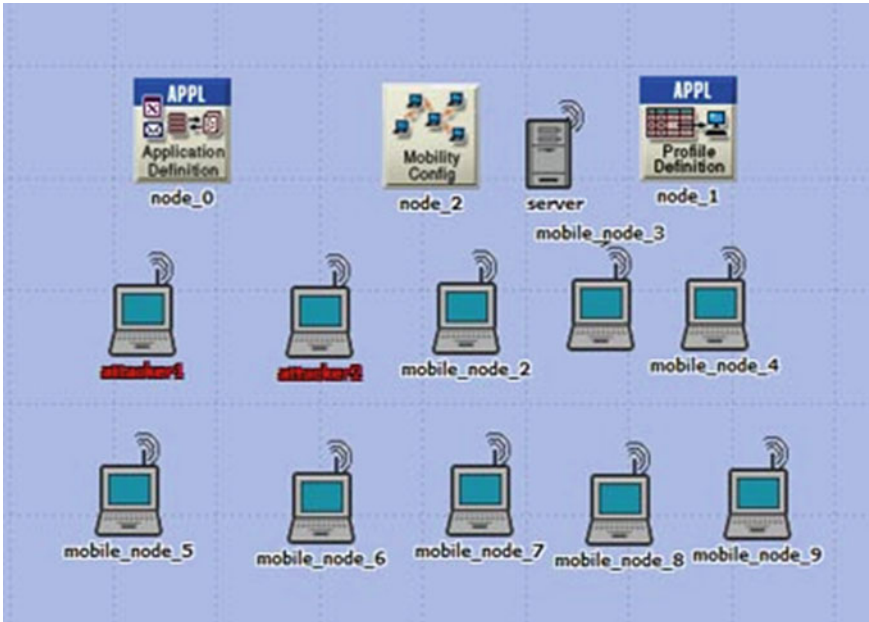 APPL
Application
Definition
node_0
Mobility
Config
node_2
server
APPL
Profile
Definition
node_1
mobile_node_3
attacker1
attacker2
mobile_node_2
mobile_node_4
mobile_node_5
mobile_node_6
mobile_node_7
mobile_node_8
mobile_node_9